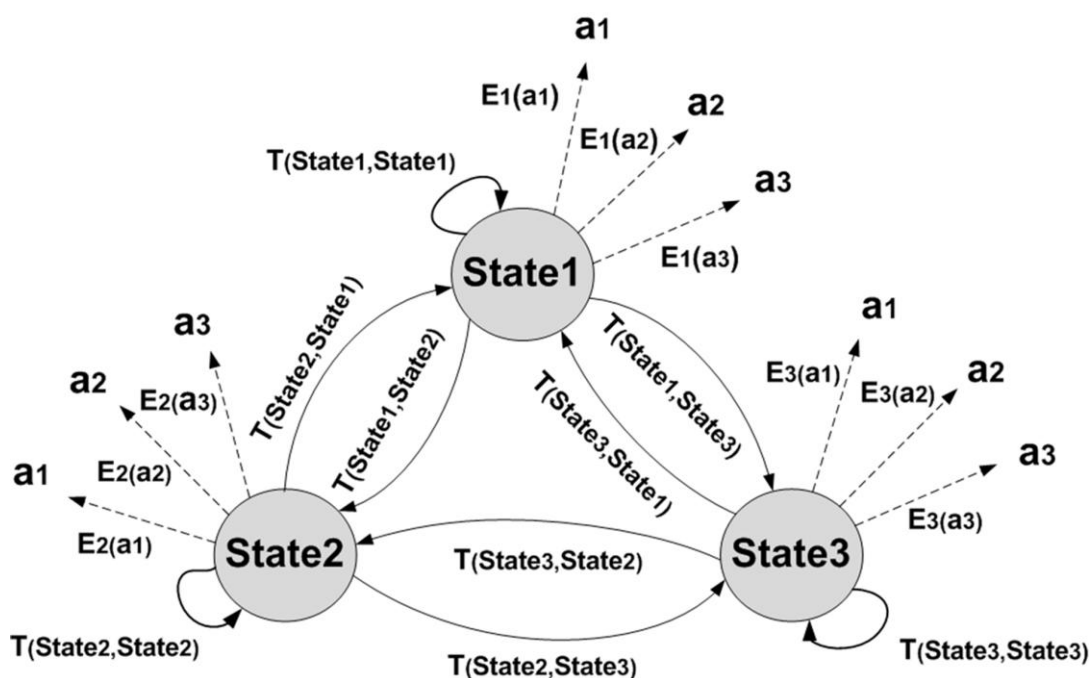 a1
E1(a1)
a2
E1(a2)
T(State1,State1)
a3
E1(a3)
State1
T(State2,State1)
T(State1,State2)
T(State1,State3)
T(State3,State1)
a3
a2
E2(a3)
a1
E2(a2)
E2(a1)
State2
T(State2,State2)
a1
E3(a1)
a2
E3(a2)
a3
E3(a3)
State3
T(State3,State2)
T(State2,State3)
T(State3,State3)